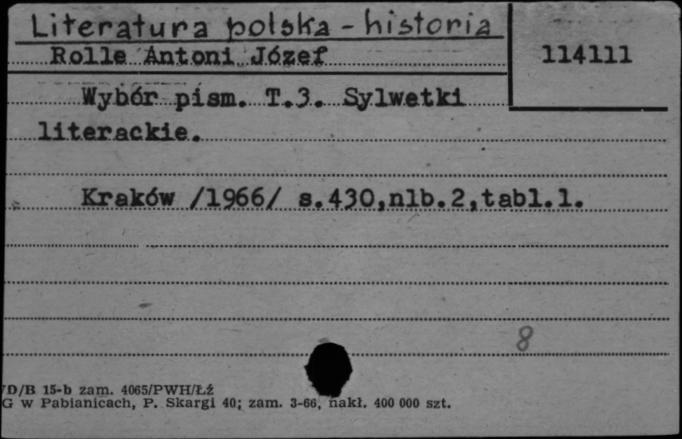 Literatura polska - historia
Rolle Antoni Józef
114111
Wybór pism. T.3. Sylwetki
literackie.
Kraków /1966/ s.430,nlb.2,tabl.1.
8
D/B 15-b zam. 4065/PWH/Łź
G w Pabianicach, P. Skargi 40; zam. 3-66, nakł. 400 000 szt.